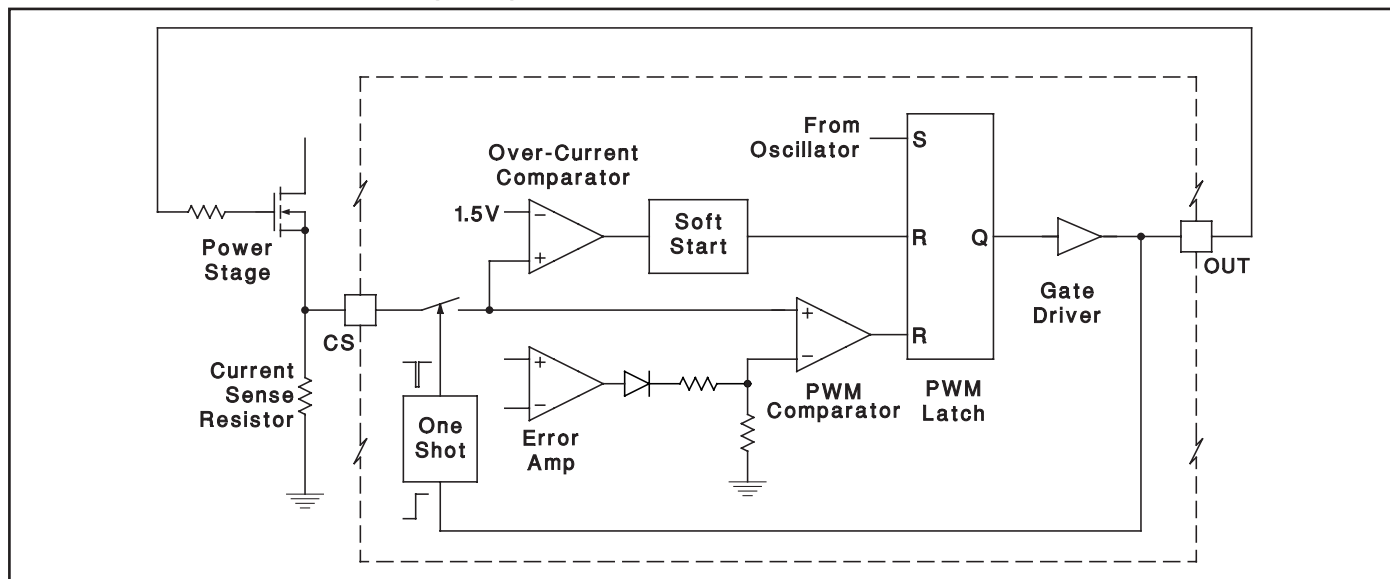 From
Oscillator
S
Over-Current
Comparator
1.5V
−
+
Soft
Start
R
Q
Power
Stage
OUT
Gate
Driver
CS
+
−
R
Current
Sense
Resistor
One
Shot
+
−
Error
Amp
PWM
Comparator
PWM
Latch